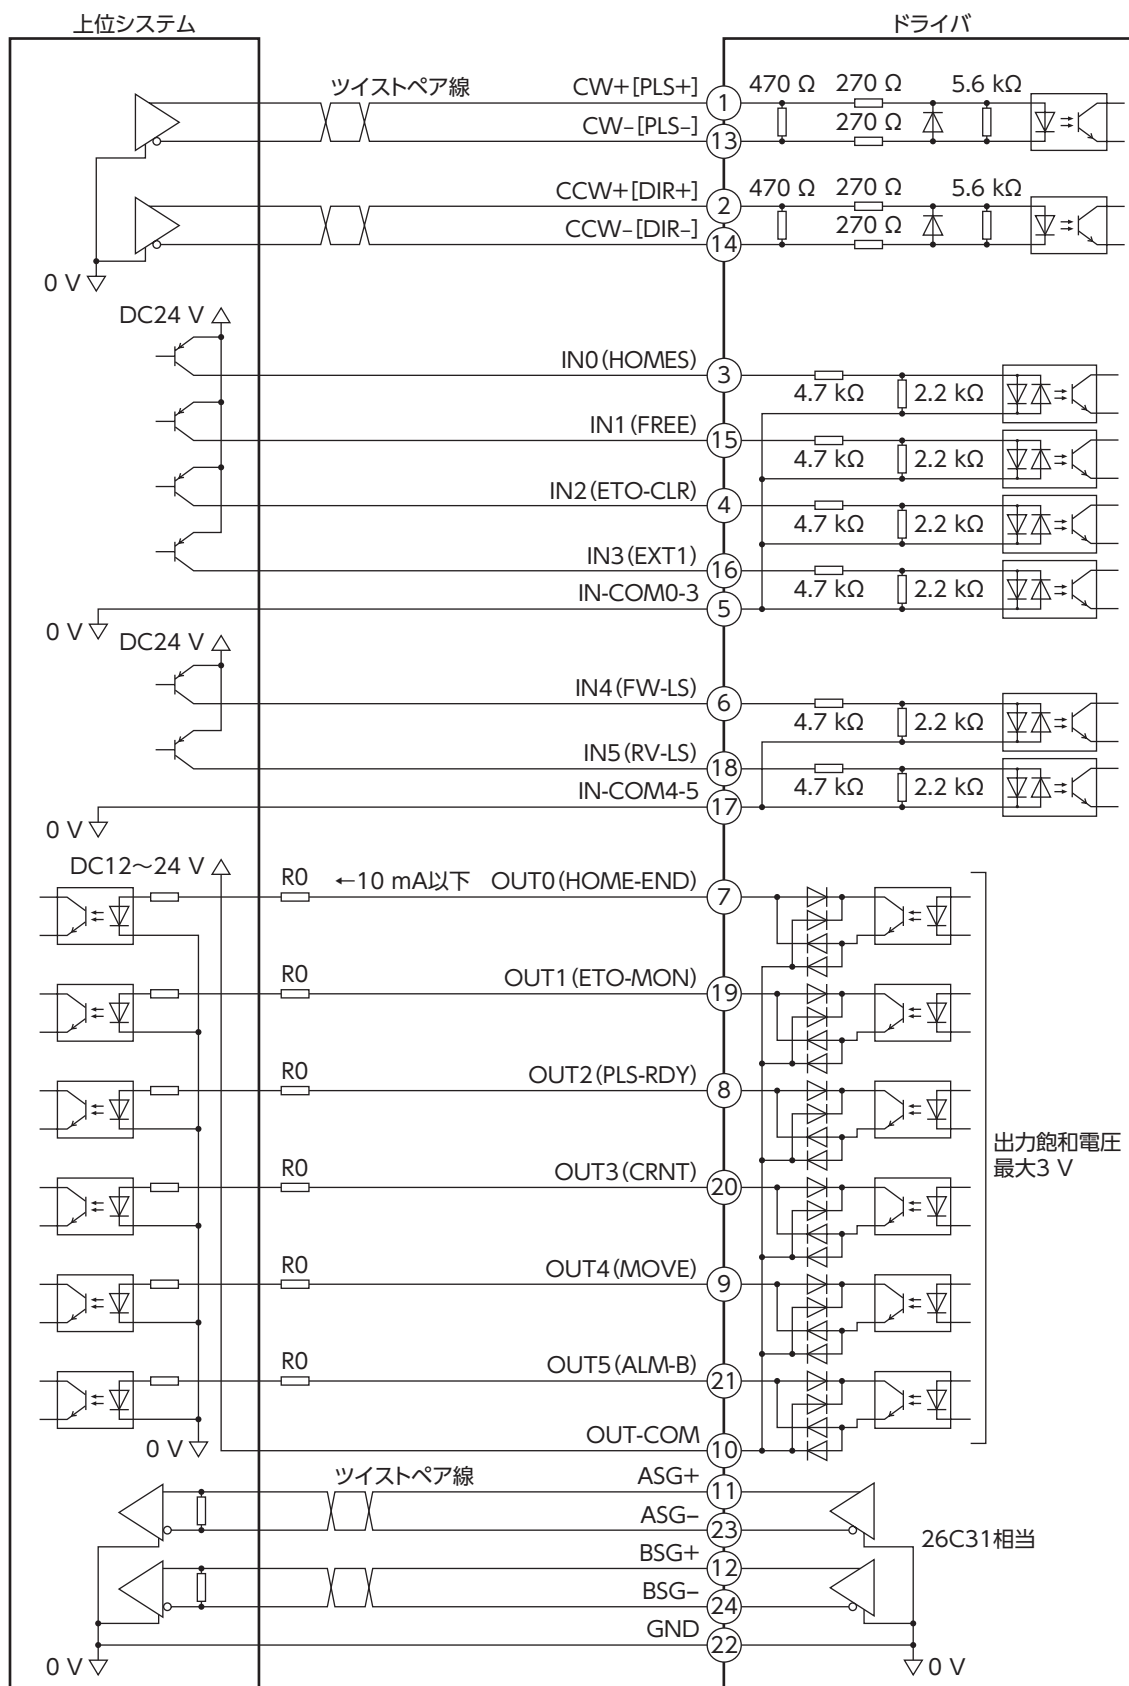 上位システム
ドライバ
ツイストペア線
CW+[PLS+]
1
470 Ω
270 Ω
5.6 kΩ
CW–[PLS–]
13
270 Ω
CCW+[DIR+]
2
470 Ω
270 Ω
5.6 kΩ
CCW–[DIR–]
14
270 Ω
0 V
DC24 V
IN0(HOMES)
3
4.7 kΩ
2.2 kΩ
IN1(FREE)
15
4.7 kΩ
2.2 kΩ
IN2(ETO-CLR)
4
4.7 kΩ
2.2 kΩ
IN3(EXT1)
16
4.7 kΩ
2.2 kΩ
IN-COM0-3
5
0 V
DC24 V
IN4(FW-LS)
6
4.7 kΩ
2.2 kΩ
IN5(RV-LS)
18
4.7 kΩ
2.2 kΩ
IN-COM4-5
17
0 V
DC12～24 V
R0
←10 mA以下
OUT0(HOME-END)
7
R0
OUT1(ETO-MON)
19
R0
OUT2(PLS-RDY)
8
出力飽和電圧
最大3 V
R0
OUT3(CRNT)
20
R0
OUT4(MOVE)
9
R0
OUT5(ALM-B)
21
0 V
OUT-COM
10
ツイストペア線
ASG+
11
ASG–
23
26C31相当
BSG+
12
BSG–
24
GND
22
0 V
0 V